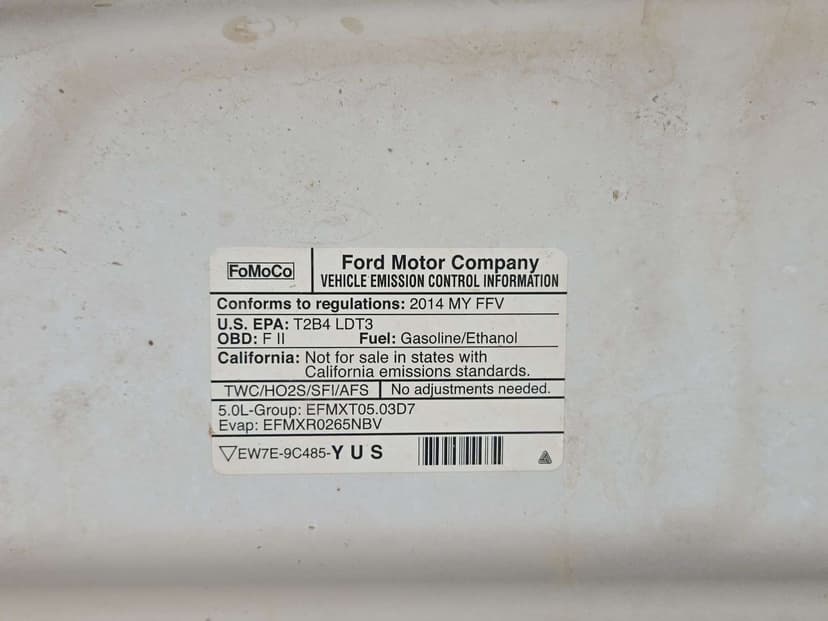 FoMoCo
Ford Motor Company
VEHICLE EMISSION CONTROL INFORMATION
Conforms to regulations: 2014 MY FFV
U.S. EPA: T2B4 LDT3
OBD: F II Fuel: Gasoline/Ethanol
California: Not for sale in states with
California emissions standards.
TWC/HO2S/SFI/AFS No adjustments needed.
5.0L-Group: EFMXT05.03D7
Evap: EFMXR0265NBV
EW7E-9C485-Y U S